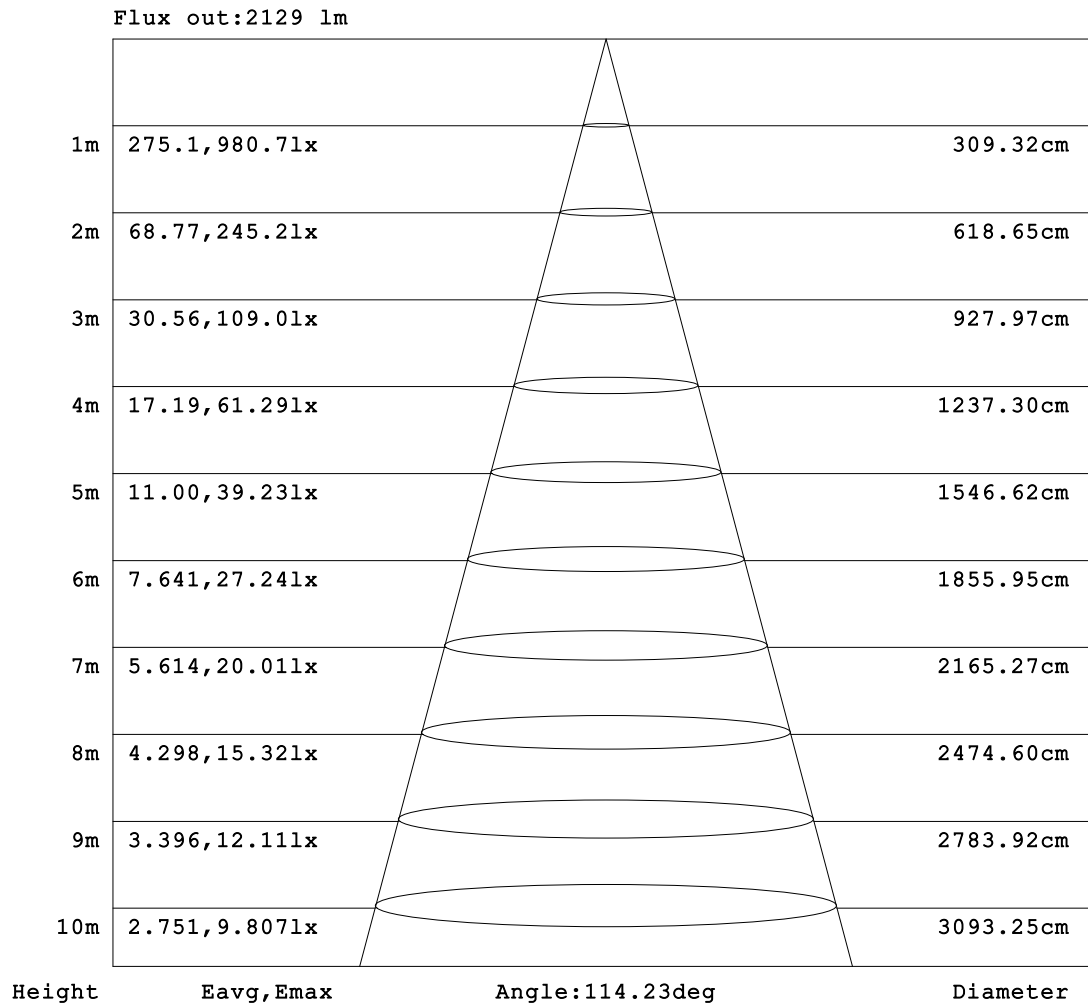 Flux out:2129 lm
1m 275.1,980.7lx 309.32cm
2m 68.77,245.2lx 618.65cm
3m 30.56,109.0lx 927.97cm
4m 17.19,61.29lx 1237.30cm
5m 11.00,39.23lx 1546.62cm
6m 7.641,27.24lx 1855.95cm
7m 5.614,20.01lx 2165.27cm
8m 4.298,15.32lx 2474.60cm
9m 3.396,12.11lx 2783.92cm
10m 2.751,9.807lx 3093.25cm
Height Eavg,Emax Angle:114.23deg Diameter